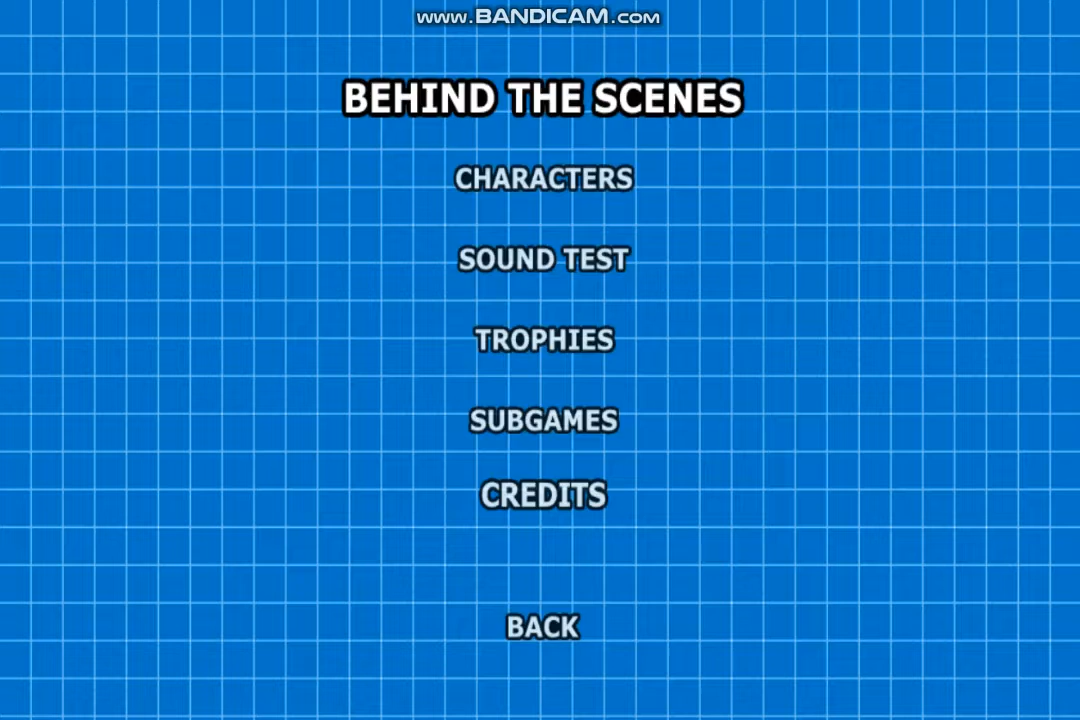 www.BANDICAM.com
BEHIND THE SCENES
CHARACTERS
SOUND TEST
TROPHIES
SUBGAMES
CREDITS
BACK